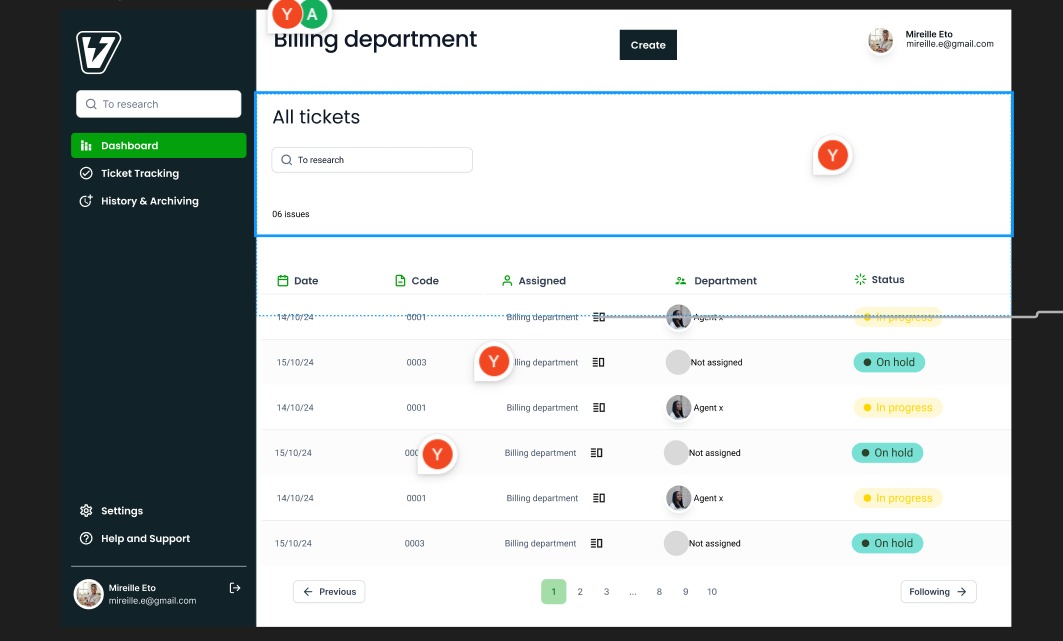 Y A
Billing department
Create
Mireille Eto
mireille.e@gmail.com
To research
Dashboard
Ticket Tracking
History & Archiving
All tickets
To research
Y
06 issues
Date Code Assigned Department Status
14/10/24 0001 Billing department Agent x In progress
15/10/24 0003 Y lling department Not assigned On hold
14/10/24 0001 Billing department Agent x In progress
15/10/24 000 Y Billing department Not assigned On hold
14/10/24 0001 Billing department Agent x In progress
15/10/24 0003 Billing department Not assigned On hold
Settings
Help and Support
Mireille Eto
mireille.e@gmail.com
Previous 1 2 3 ... 8 9 10 Following